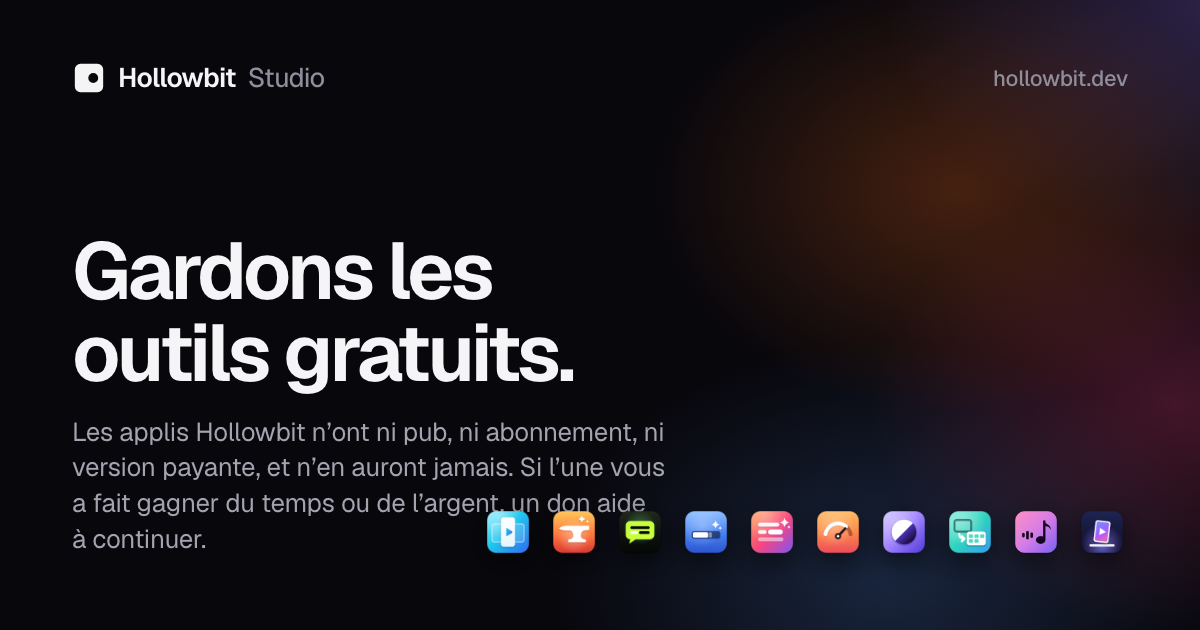 Hollowbit Studio
hollowbit.dev
Gardons les
outils gratuits.
Les applis Hollowbit n’ont ni pub, ni abonnement, ni
version payante, et n’en auront jamais. Si l’une vous
a fait gagner du temps ou de l’argent, un don aide
à continuer.